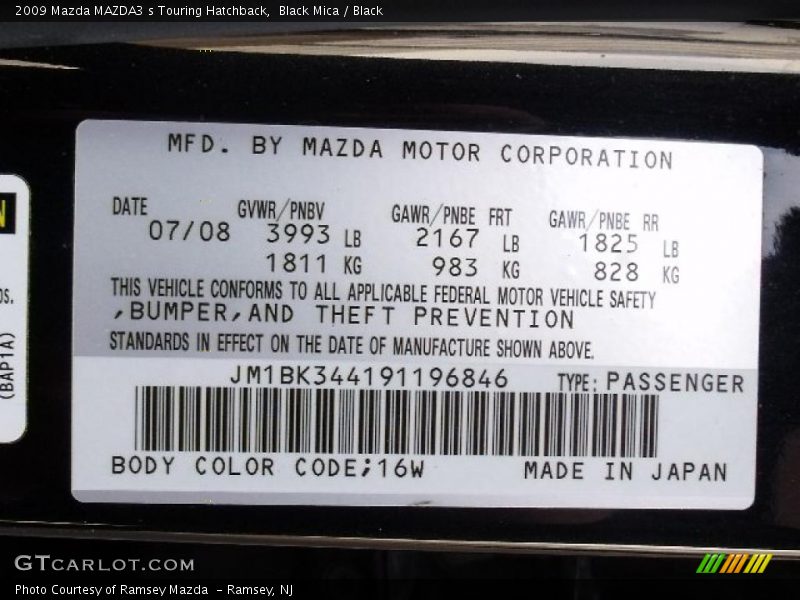 2009 Mazda MAZDA3 s Touring Hatchback,  Black Mica / Black
MFD. BY MAZDA MOTOR CORPORATION
DATE GVWR/PNBV GAWR/PNBE FRT GAWR/PNBE RR
07/08 3993 LB 2167 LB 1825 LB
1811 KG 983 KG 828 KG
THIS VEHICLE CONFORMS TO ALL APPLICABLE FEDERAL MOTOR VEHICLE SAFETY
,BUMPER,AND THEFT PREVENTION
STANDARDS IN EFFECT ON THE DATE OF MANUFACTURE SHOWN ABOVE.
JM1BK344191196846 TYPE: PASSENGER
BODY COLOR CODE;16W MADE IN JAPAN
(BAP1A)
GTCARLOT.COM
Photo Courtesy of Ramsey Mazda  - Ramsey, NJ